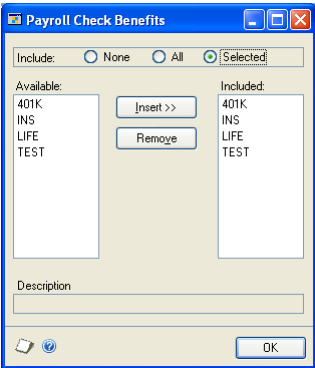 Payroll Check Benefits
Include: None All Selected
Available: Included:
401K 401K
INS Insert >> INS
LIFE LIFE
TEST Remove TEST
Description
OK